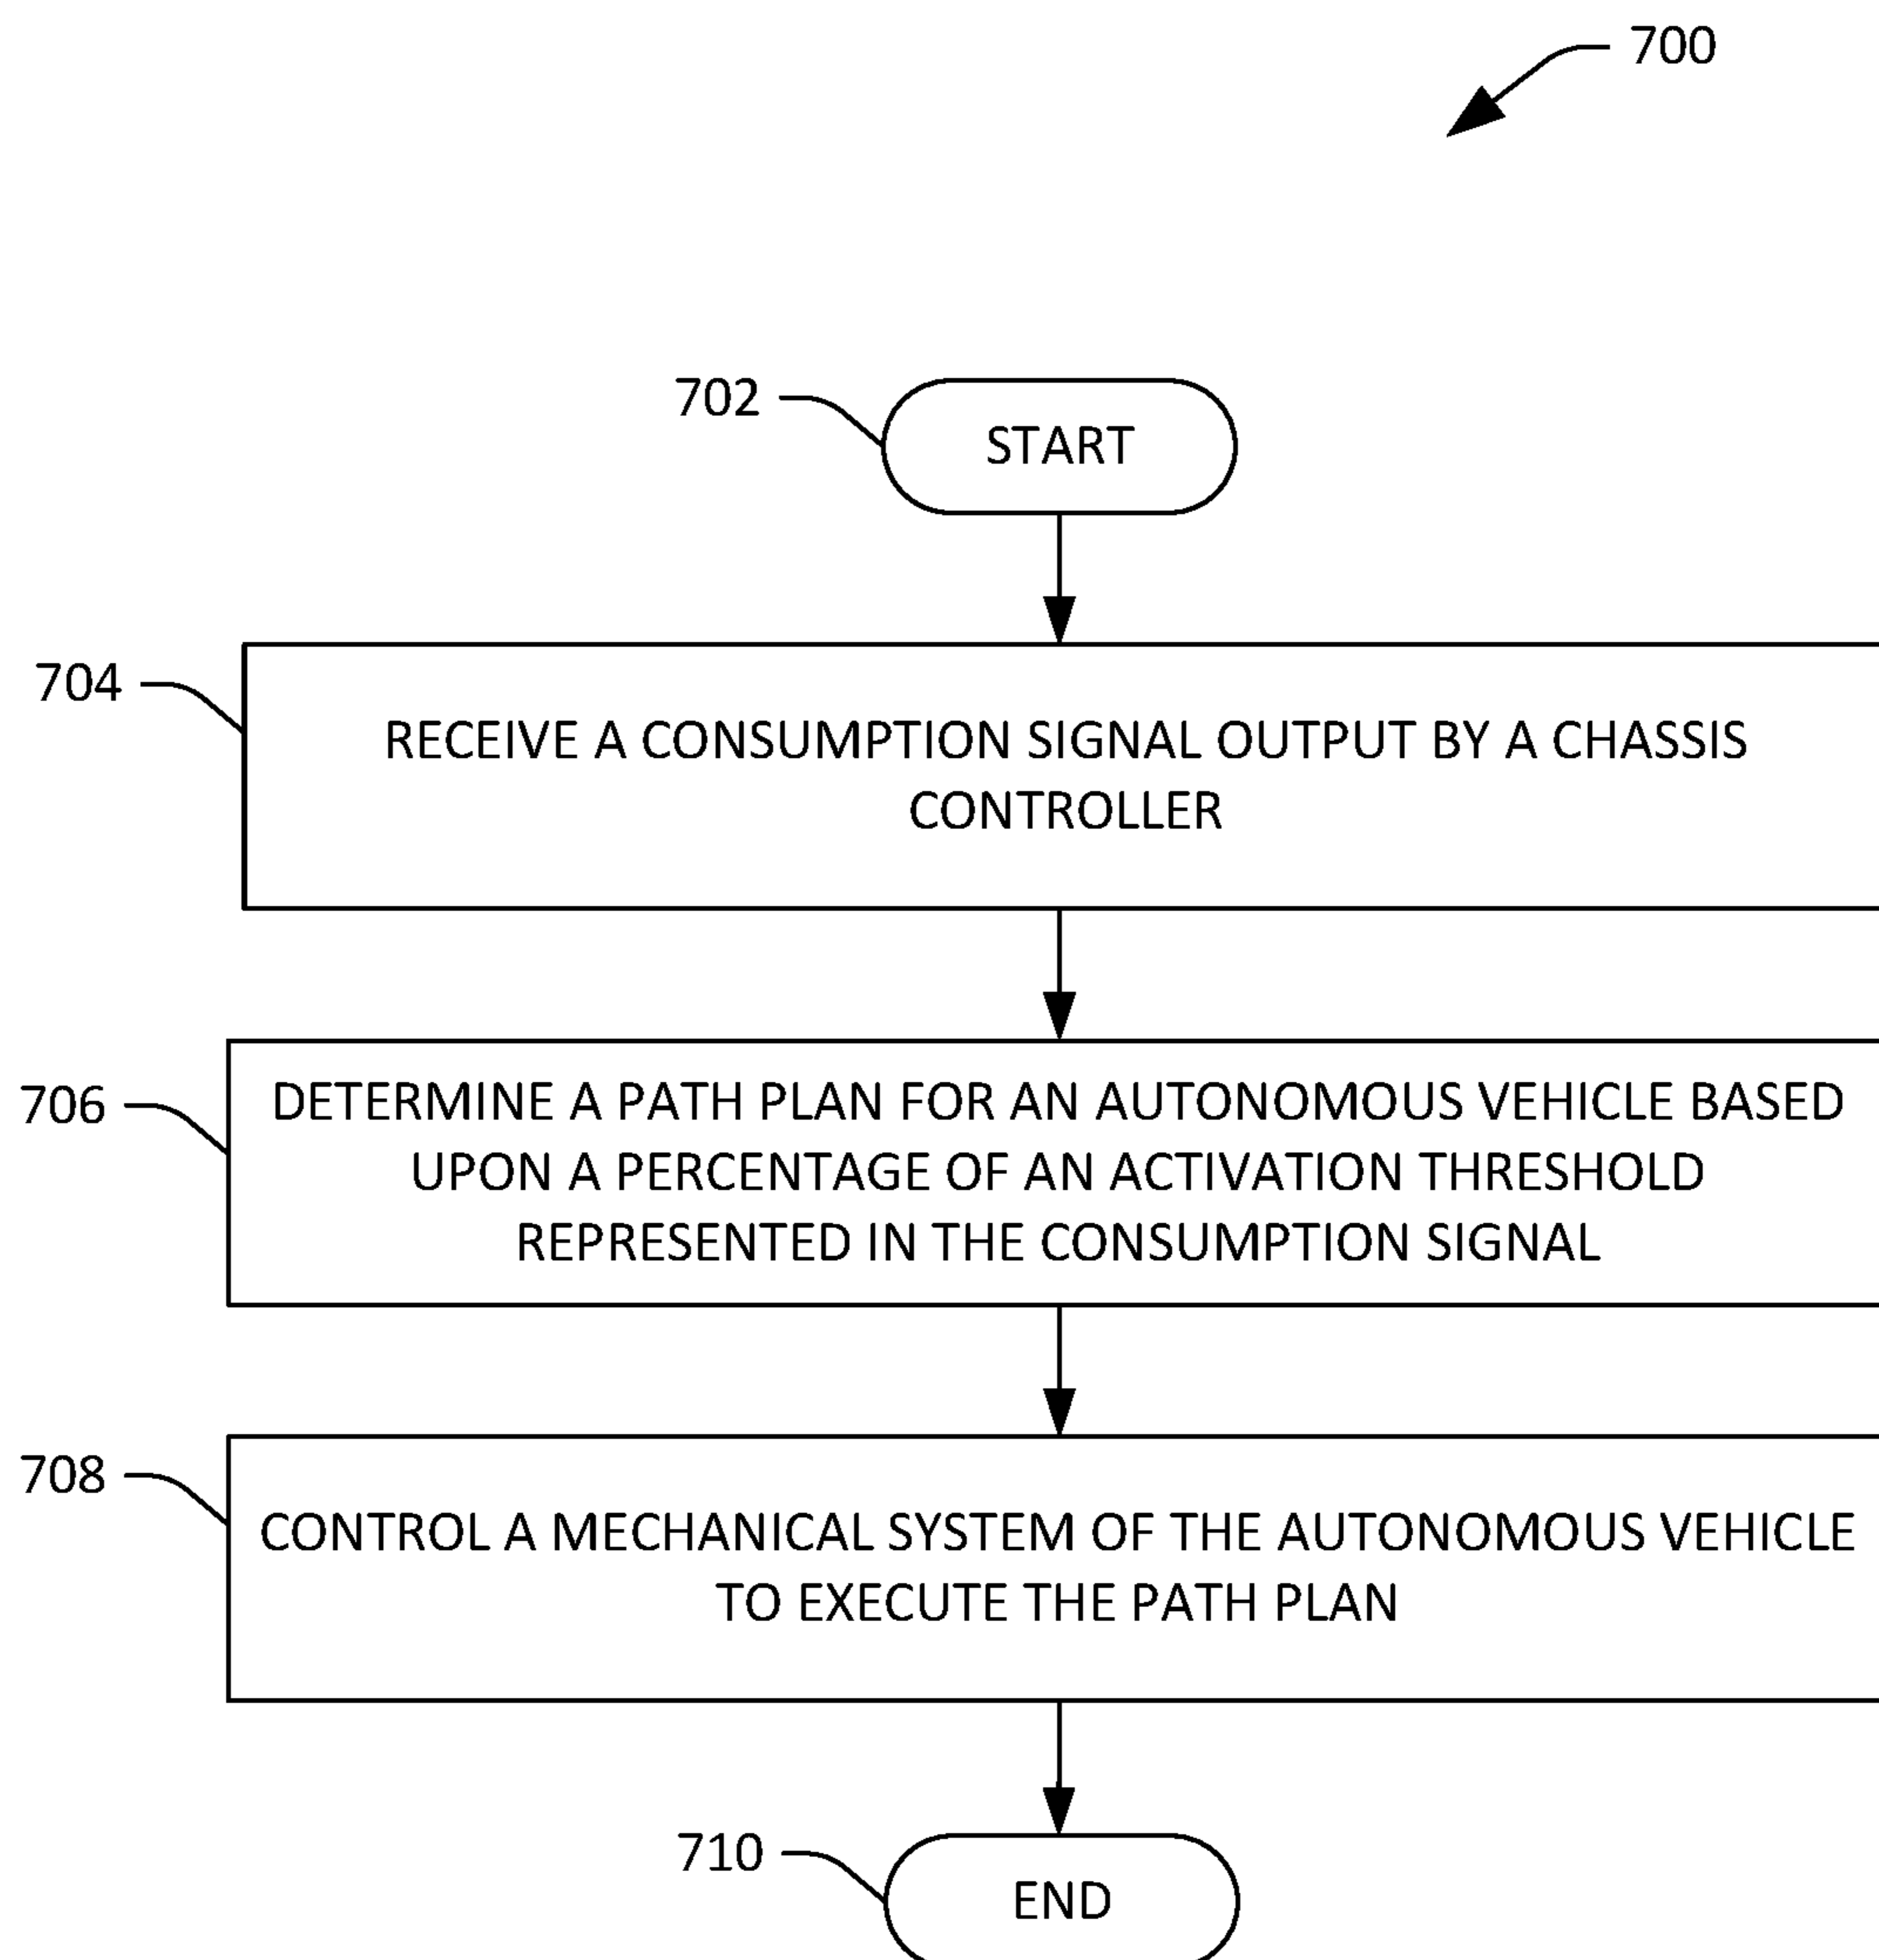 700
702
START
704
RECEIVE A CONSUMPTION SIGNAL OUTPUT BY A CHASSIS
CONTROLLER
706
DETERMINE A PATH PLAN FOR AN AUTONOMOUS VEHICLE BASED
UPON A PERCENTAGE OF AN ACTIVATION THRESHOLD
REPRESENTED IN THE CONSUMPTION SIGNAL
708
CONTROL A MECHANICAL SYSTEM OF THE AUTONOMOUS VEHICLE
TO EXECUTE THE PATH PLAN
710
END